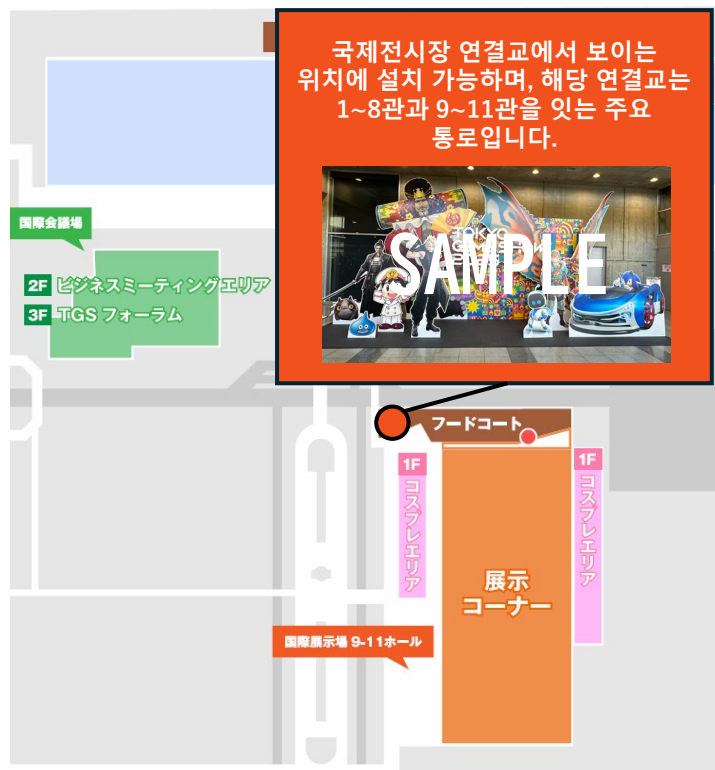 국제전시장 연결교에서 보이는
위치에 설치 가능하며, 해당 연결교는
1~8관과 9~11관을 잇는 주요
통로입니다.
TOKYO
SAMPLE
国際会議場
2F ビジネスミーティングエリア
3F TGS フォーラム
フードコート
1F
コスプレエリア
1F
コスプレエリア
展示
コーナー
国際展示場 9-11ホール